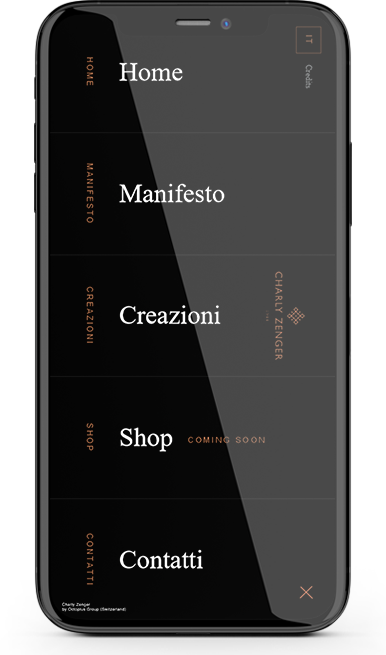 IT
Credits
HOME
Home
MANIFESTO
Manifesto
CREAZIONI
Creazioni
CHARLY ZENGER
SHOP
Shop
COMING SOON
CONTATTI
Contatti
Charly Zenger
by Octoplus Group (Switzerland)